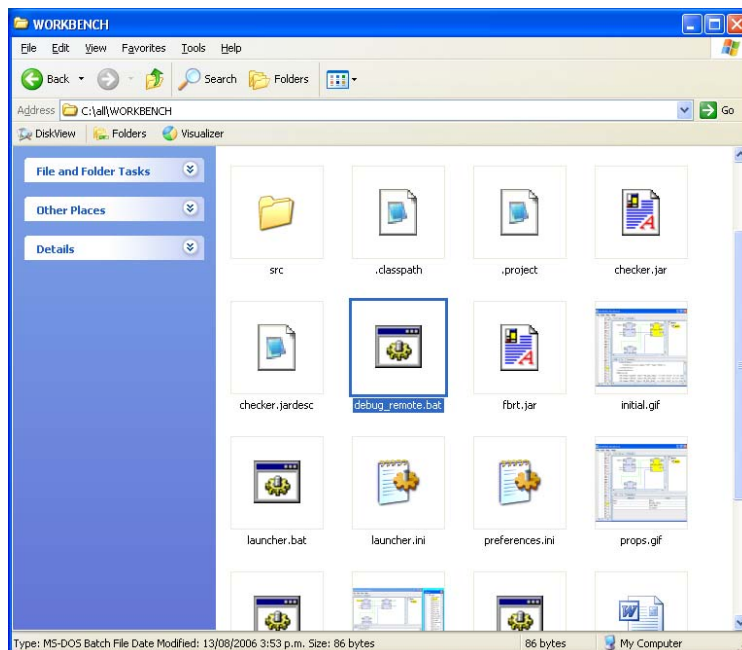 WORKBENCH
File Edit View Favorites Tools Help
Back Search Folders
Address C:\all\WORKBENCH Go
DiskView Folders Visualizer
File and Folder Tasks
Other Places
Details
src .classpath .project checker.jar
checker.jardesc debug_remote.bat fbrt.jar initial.gif
launcher.bat launcher.ini preferences.ini props.gif
Type: MS-DOS Batch File Date Modified: 13/08/2006 3:53 p.m. Size: 86 bytes 86 bytes My Computer